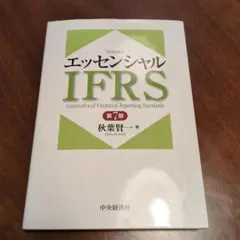 エッセンシャル
IFRS
International Financial Reporting Standards
第7版
秋葉賢一 著
中央経済社